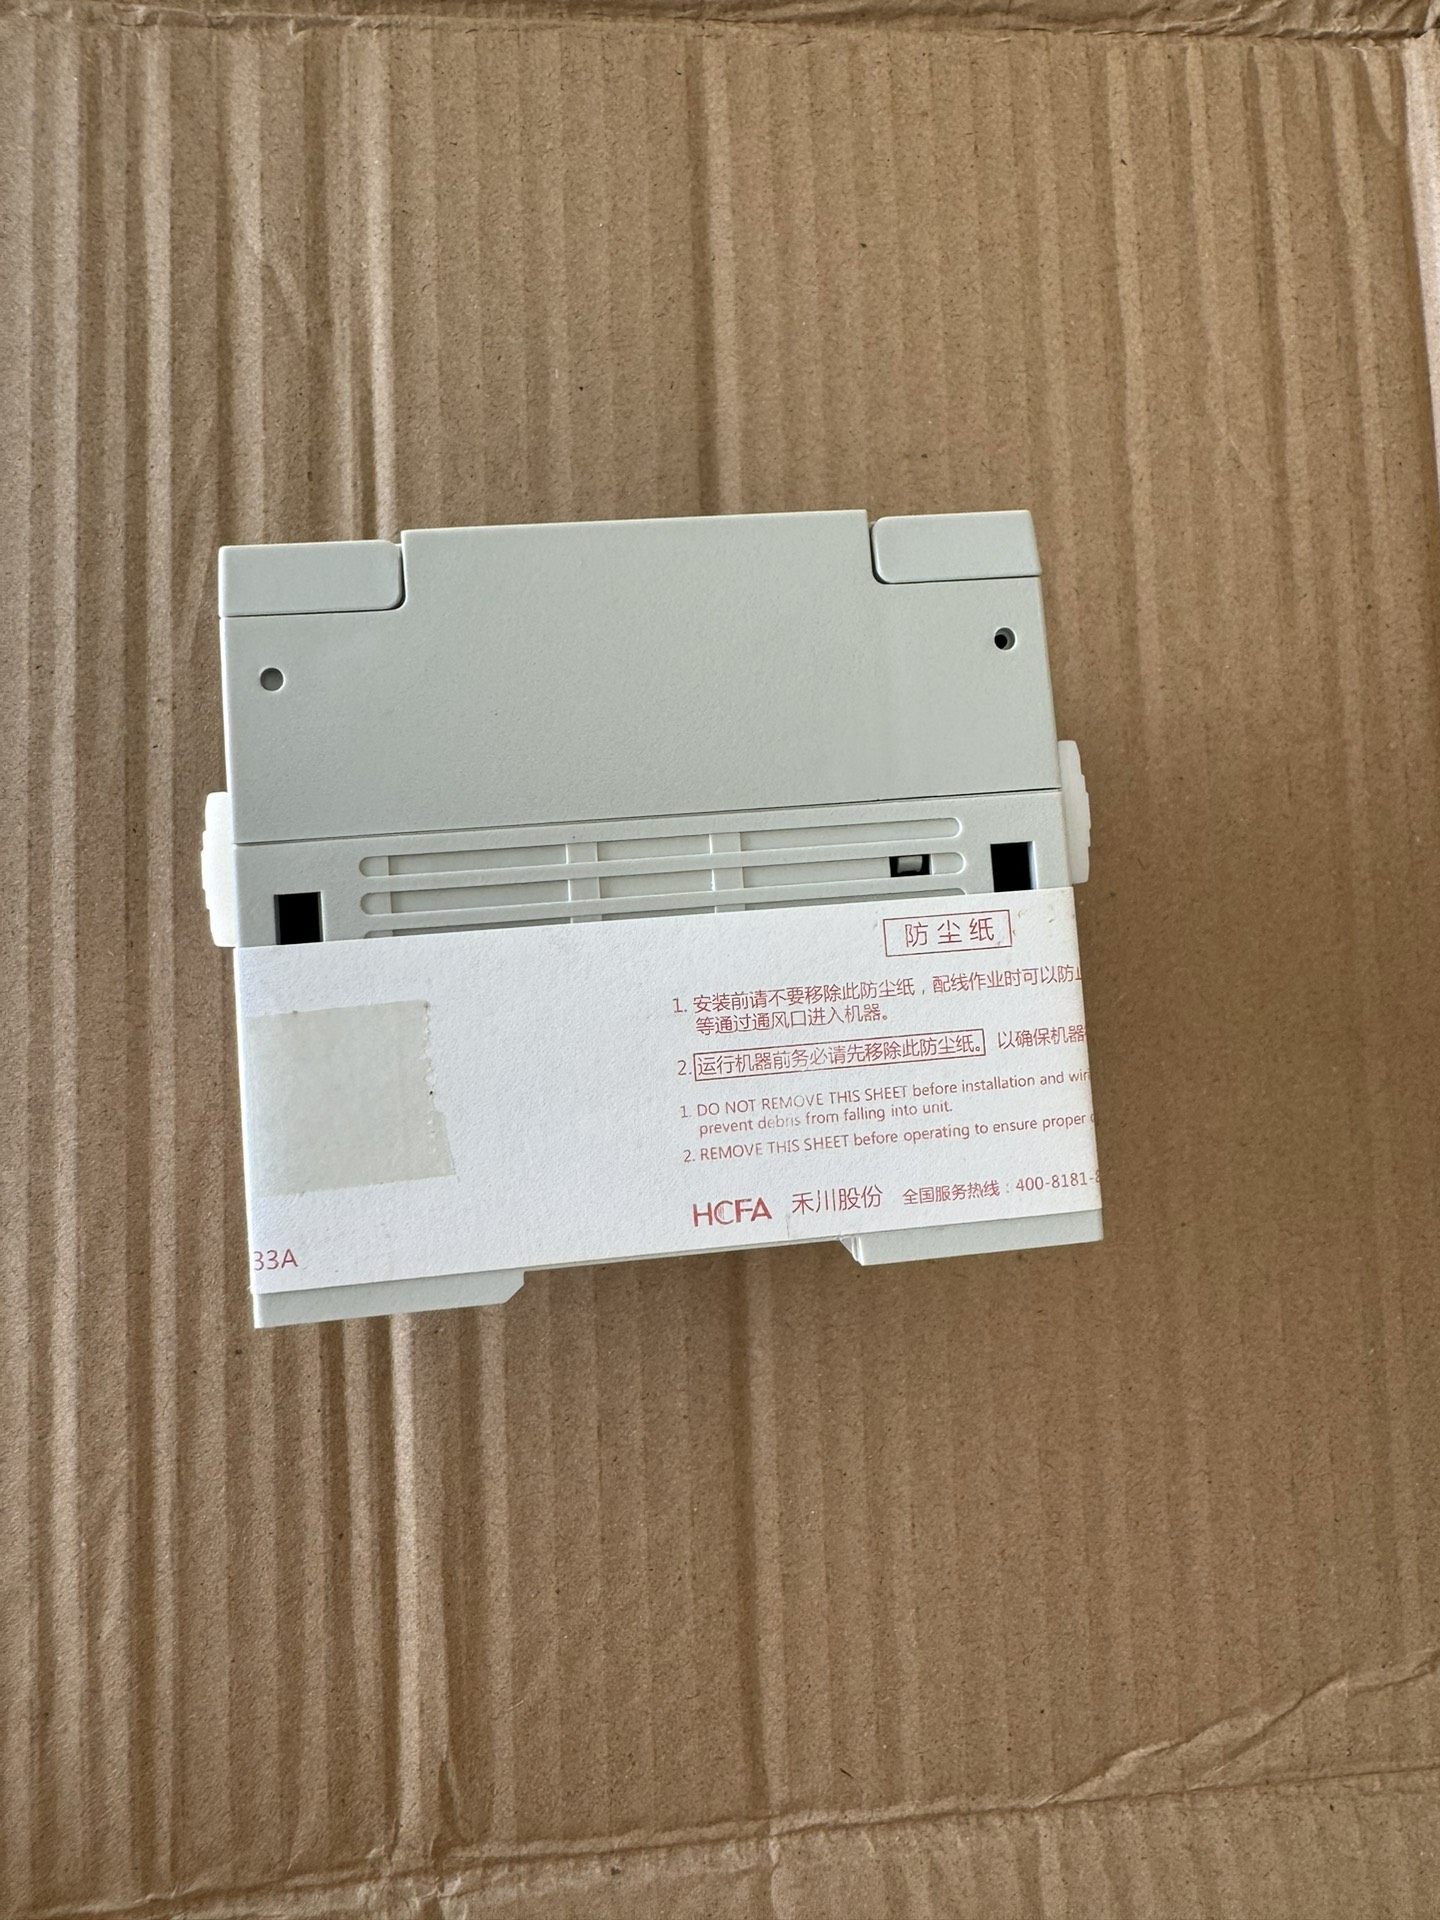 防尘纸
1. 安装前请不要移除此防尘纸，配线作业时可以防止
等通过通风口进入机器。
2. 运行机器前务必请先移除此防尘纸。 以确保机器
1. DO NOT REMOVE THIS SHEET before installation and wiri
prevent debris from falling into unit.
2. REMOVE THIS SHEET before operating to ensure proper
HCFA 禾川股份 全国服务热线：400-8181-
33A